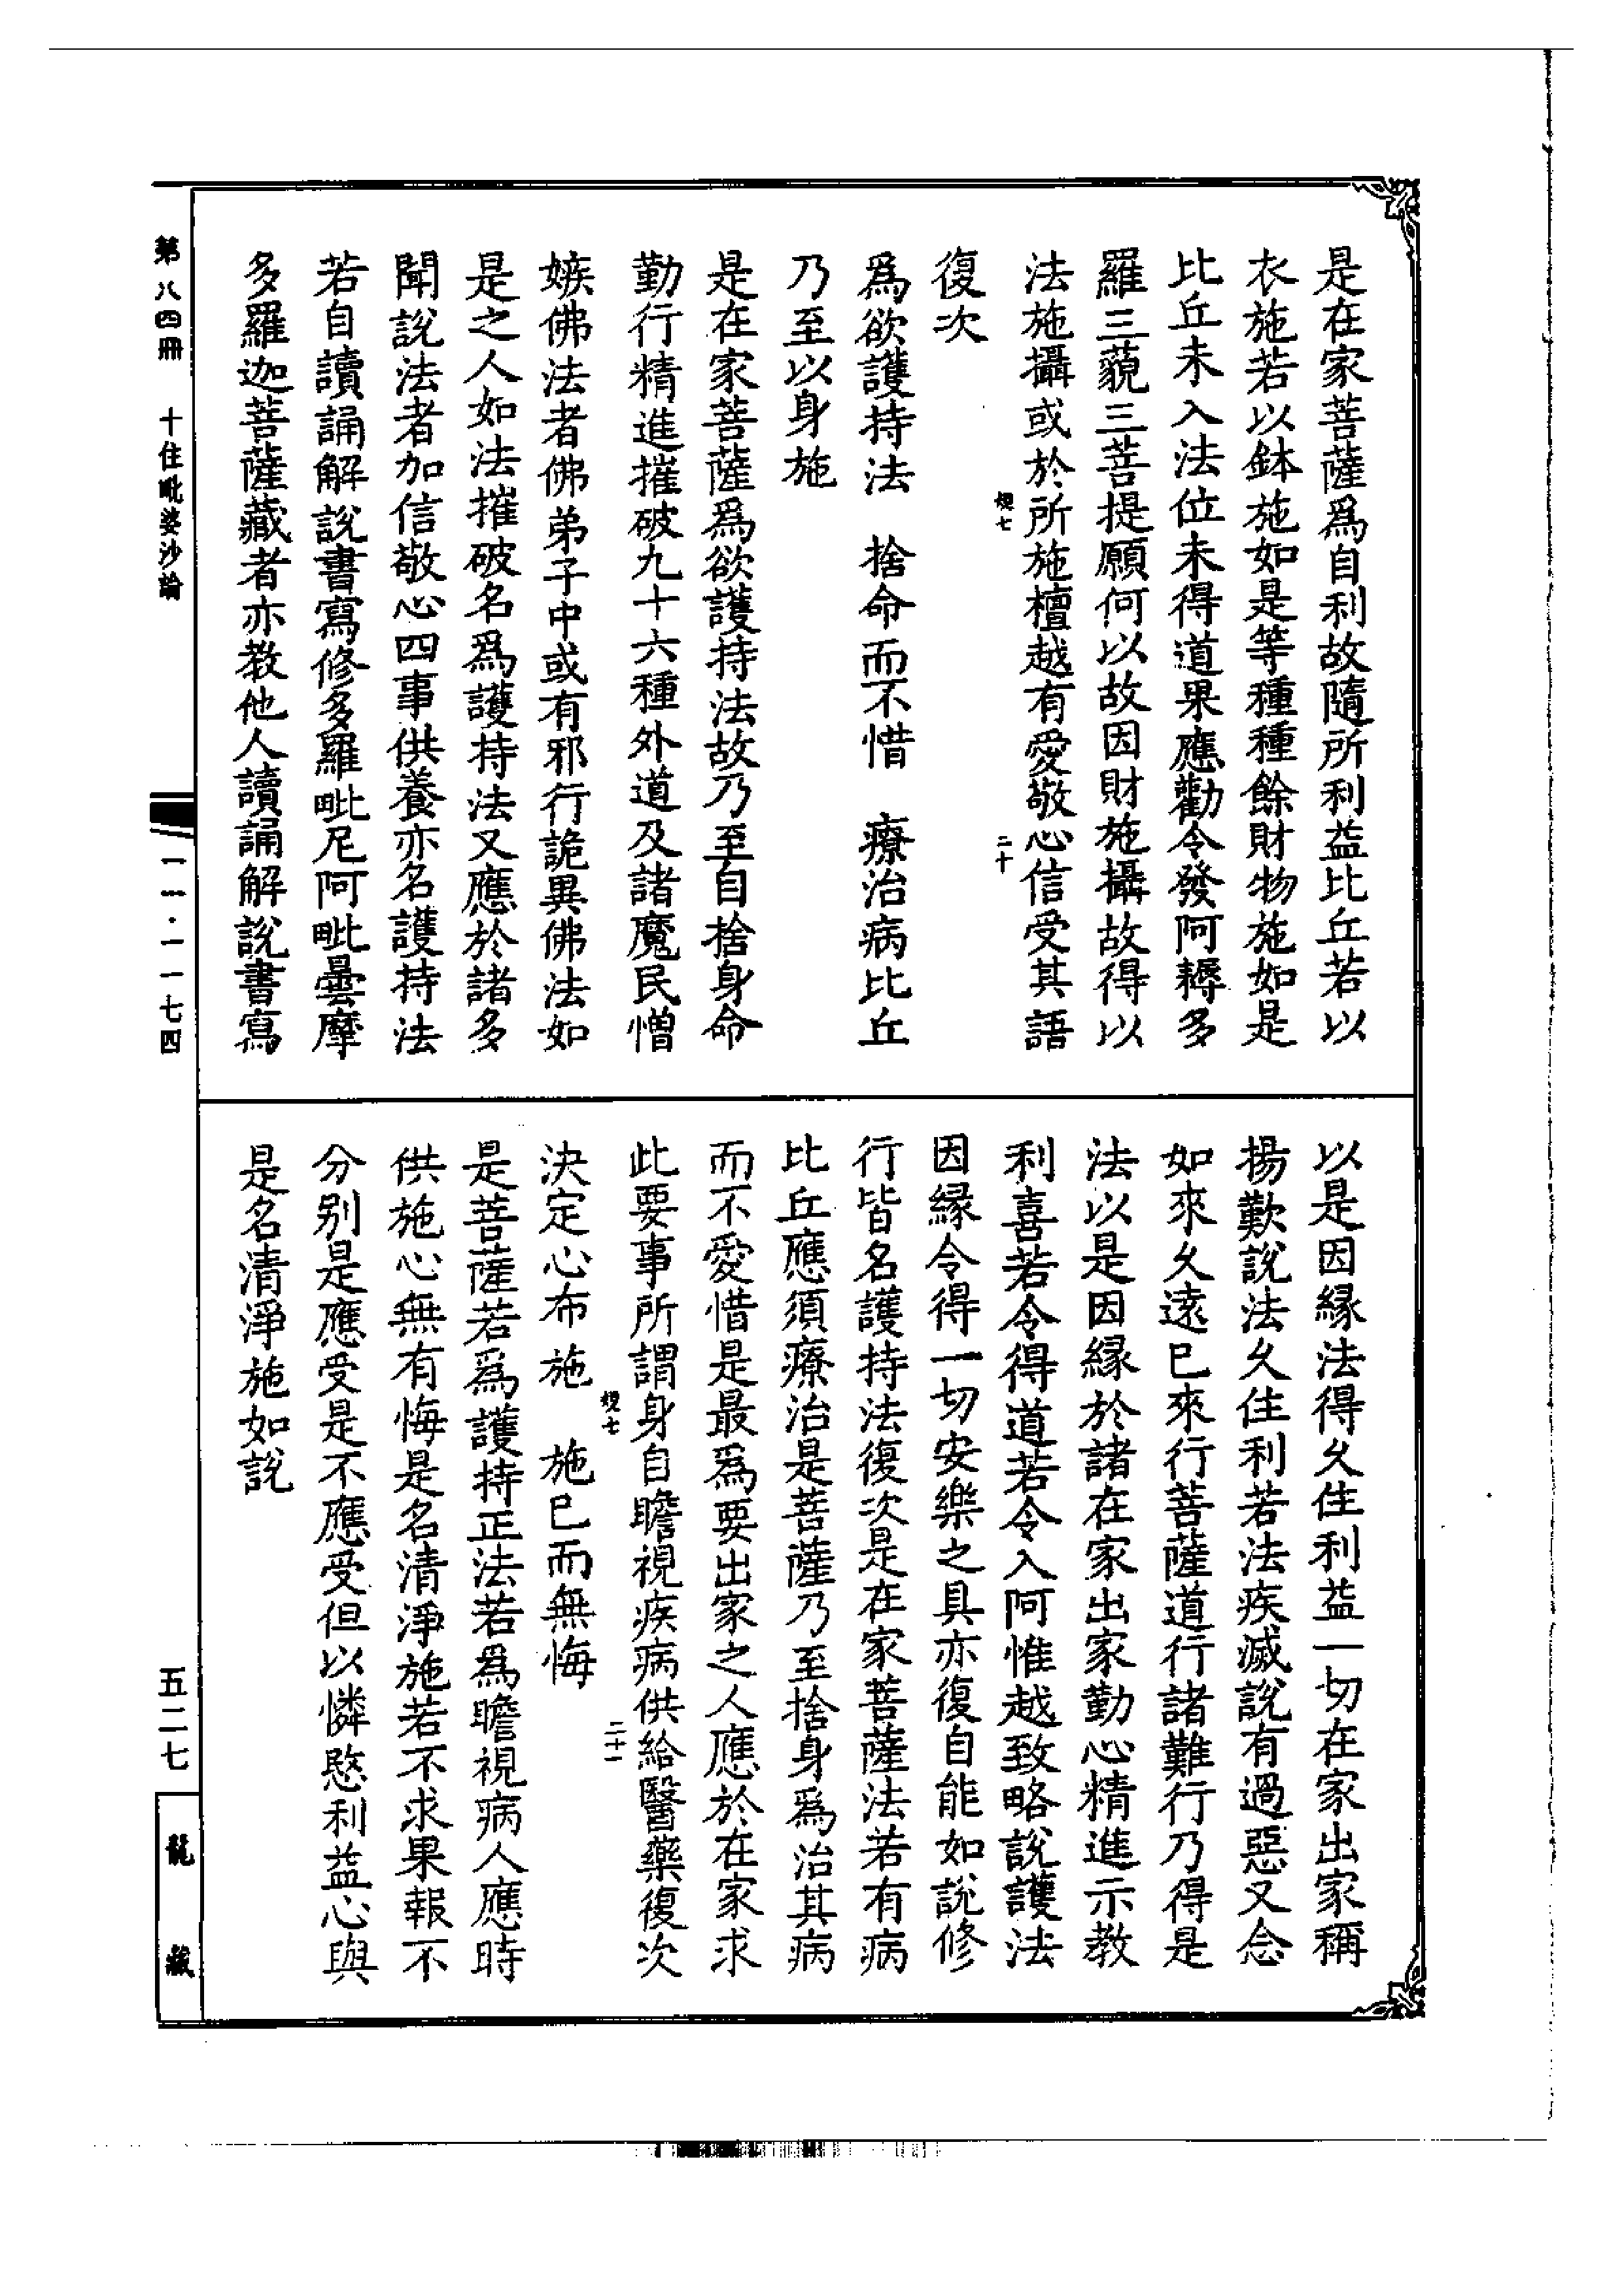 是在家菩薩爲自利故隨所利益比丘若以
衣施若以鉢施如是等種種餘財物施如是
比丘未入法位未得道果應勸令發阿耨多
羅三藐三菩提願何以故因財施攝故得以
法施攝或於所施檀越有愛敬心信受其語
復次
爲欲護持法　捨命而不惜　療治病比丘
乃至以身施
是在家菩薩爲欲護持法故乃至自捨身命
勤行精進摧破九十六種外道及諸魔民憎
嫉佛法者佛弟子中或有邪行詭異佛法如
是之人如法摧破名爲護持法又應於諸多
聞說法者加信敬心四事供養亦名護持法
若自讀誦解說書寫修多羅毗尼阿毗曇摩
多羅迦菩薩藏者亦教他人讀誦解說書寫
以是因緣法得久住利益一切在家出家稱
揚歎說法久住利若法疾滅說有過惡又念
如來久遠已來行菩薩道行諸難行乃得是
法以是因緣於諸在家出家勤心精進示教
利喜若令得道若令入阿惟越致略說護法
因緣令得一切安樂之具亦復自能如說修
行皆名護持法復次是在家菩薩法若有病
比丘應須療治是菩薩乃至捨身爲治其病
而不愛惜是最爲要出家之人應於在家求
此要事所謂身自瞻視疾病供給醫藥復次
決定心布施　施已而無悔
是菩薩若爲護持正法若爲瞻視病人應時
供施心無有悔是名清淨施若不求果報不
分別是應受是不應受但以憐愍利益心與
是名清淨施如說
第八四冊　十住毗婆沙論
一一一·一一七四
五二七
龍藏
二十
二十一